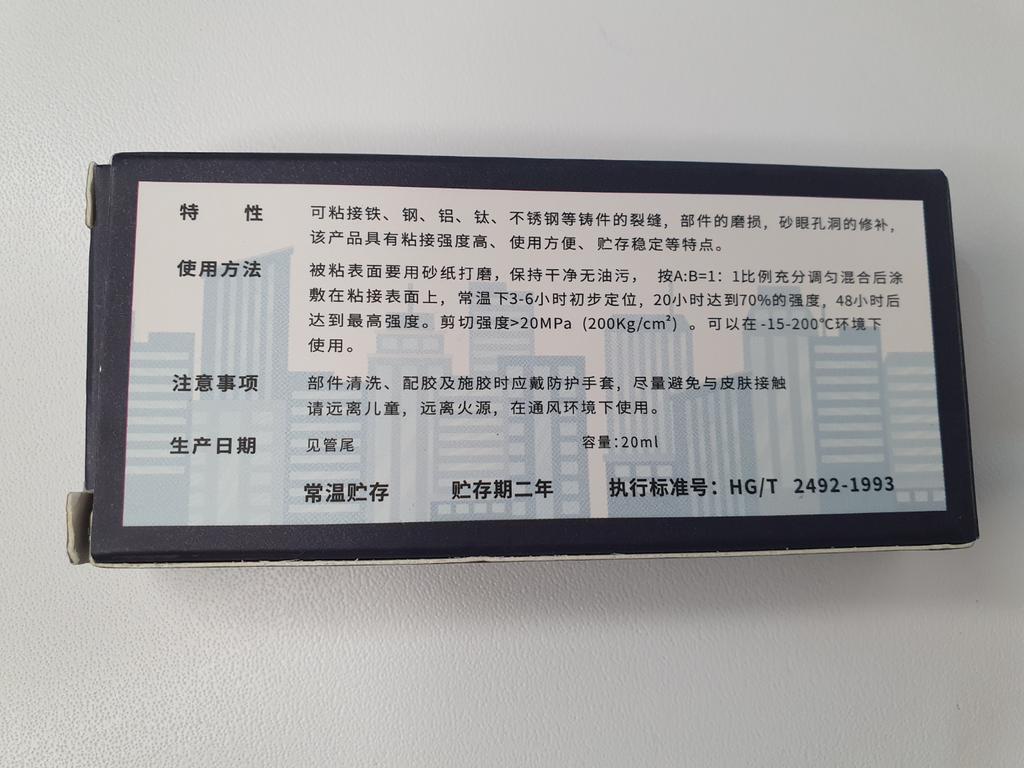 特 性 可粘接铁、钢、铝、钛、不锈钢等铸件的裂缝，部件的磨损，砂眼孔洞的修补，
该产品具有粘接强度高、使用方便、贮存稳定等特点。
使用方法 被粘表面要用砂纸打磨，保持干净无油污， 按A:B=1：1比例充分调匀混合后涂
敷在粘接表面上，常温下3-6小时初步定位，20小时达到70%的强度，48小时后
达到最高强度。剪切强度>20MPa（200Kg/cm²）。可以在-15-200℃环境下
使用。
注意事项 部件清洗、配胶及施胶时应戴防护手套，尽量避免与皮肤接触
请远离儿童，远离火源，在通风环境下使用。
生产日期 见管尾 容量:20ml
常温贮存 贮存期二年 执行标准号：HG/T 2492-1993